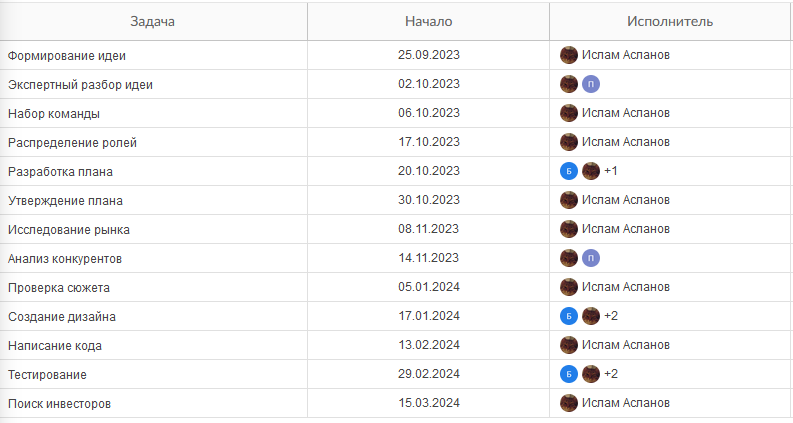 Задача Начало Исполнитель
Формирование идеи 25.09.2023 Ислам Асланов
Экспертный разбор идеи 02.10.2023 П
Набор команды 06.10.2023 Ислам Асланов
Распределение ролей 17.10.2023 Ислам Асланов
Разработка плана 20.10.2023 Б +1
Утверждение плана 30.10.2023 Ислам Асланов
Исследование рынка 08.11.2023 Ислам Асланов
Анализ конкурентов 14.11.2023 П
Проверка сюжета 05.01.2024 Ислам Асланов
Создание дизайна 17.01.2024 Б +2
Написание кода 13.02.2024 Ислам Асланов
Тестирование 29.02.2024 Б +2
Поиск инвесторов 15.03.2024 Ислам Асланов